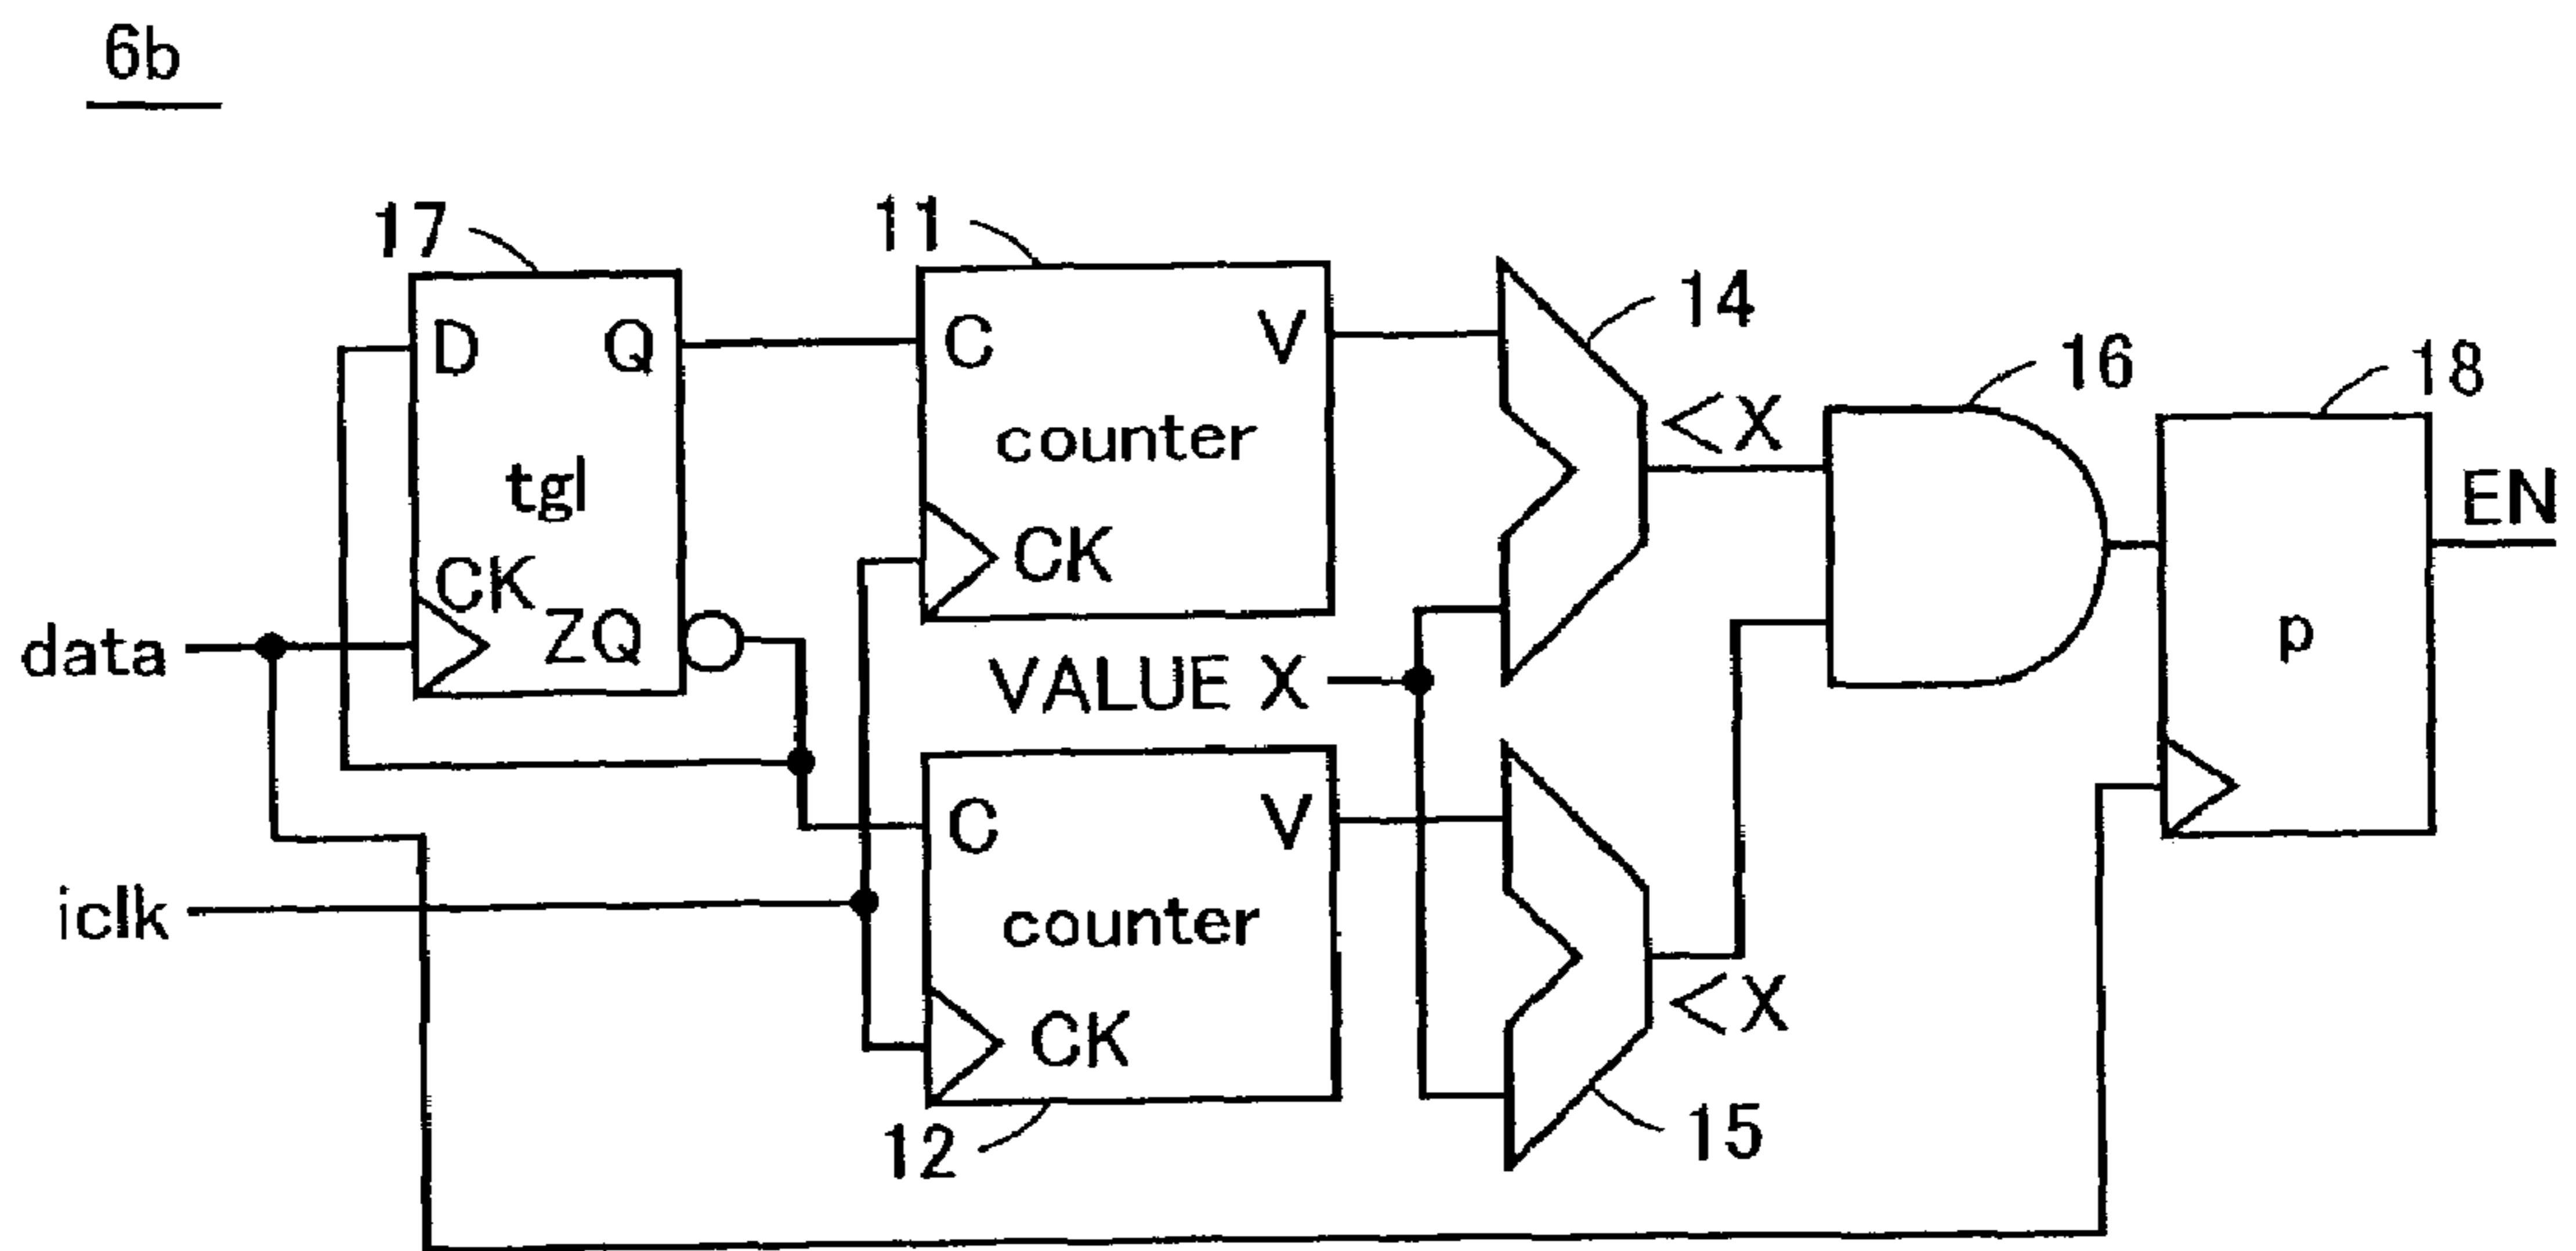 6b
17
11
14
16
18
D Q
tgl
CK
ZQ
C V
counter
CK
<X
p
EN
data
VALUE X
iclk
C V
counter
CK
<X
12
15